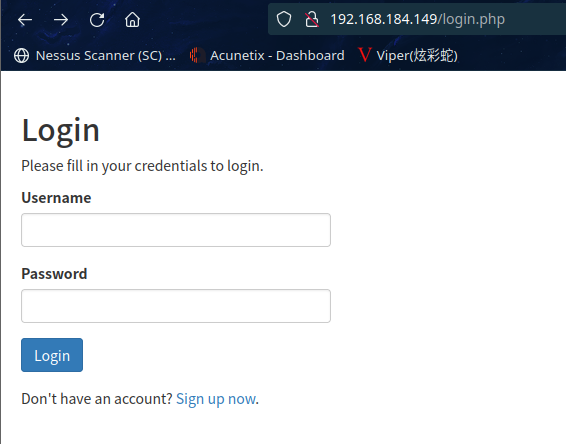 192.168.184.149/login.php
Nessus Scanner (SC) ... Acunetix - Dashboard Viper(炫彩蛇)
Login
Please fill in your credentials to login.
Username
Password
Login
Don't have an account? Sign up now.